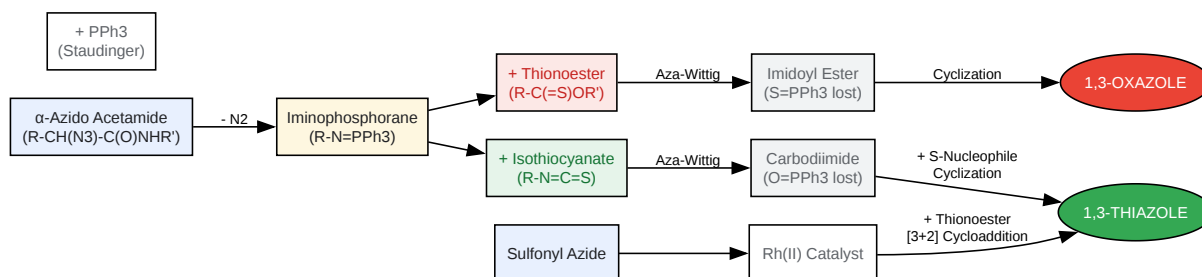 + PPh3
(Staudinger)
α-Azido Acetamide
(R-CH(N3)-C(O)NHR')
- N2
Iminophosphorane
(R-N=PPh3)
+ Thionoester
(R-C(=S)OR')
Aza-Wittig
Imidoyl Ester
(S=PPh3 lost)
Cyclization
1,3-OXAZOLE
+ Isothiocyanate
(R-N=C=S)
Aza-Wittig
Carbodiimide
(O=PPh3 lost)
+ S-Nucleophile
Cyclization
1,3-THIAZOLE
Sulfonyl Azide
Rh(II) Catalyst
+ Thionoester
[3+2] Cycloaddition